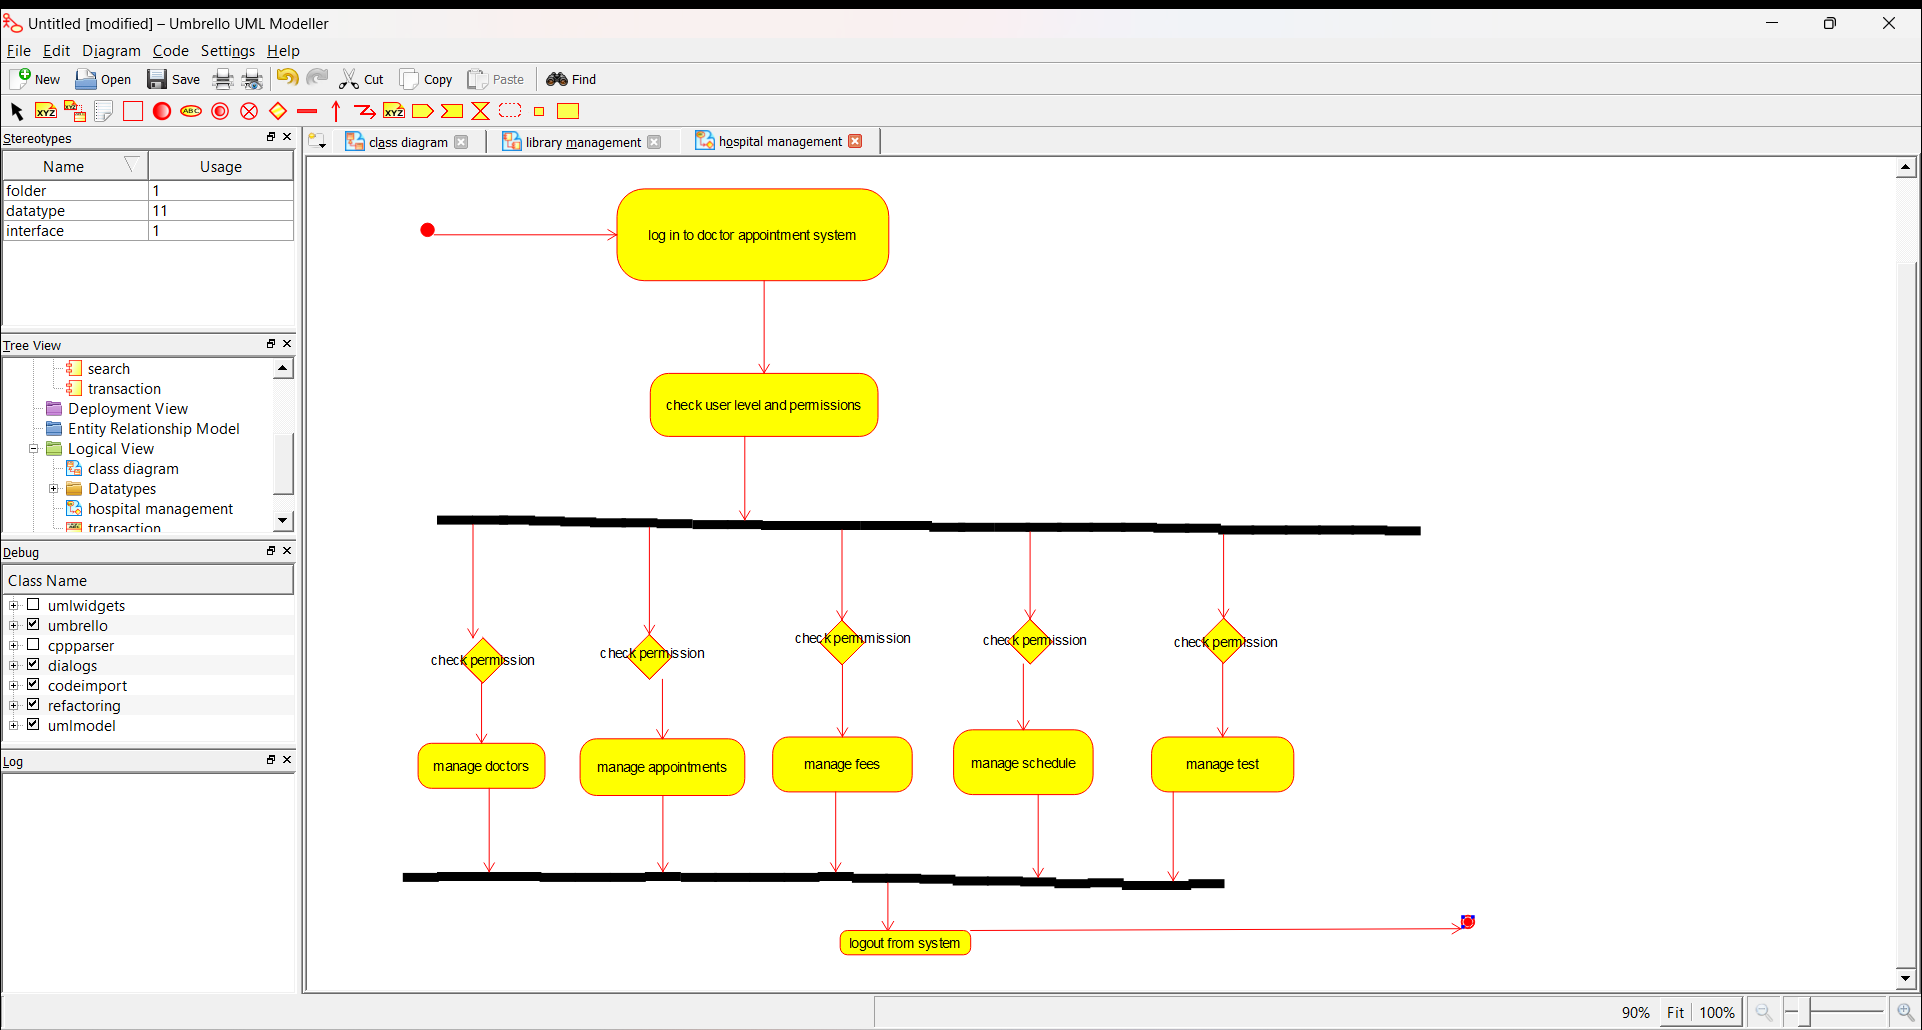 Untitled [modified] – Umbrello UML Modeller
File Edit Diagram Code Settings Help
New Open Save Cut Copy Paste Find
XYZ XYZ ABC XYZ
Stereotypes
Name Usage
folder 1
datatype 11
interface 1
Tree View
search
transaction
Deployment View
Entity Relationship Model
Logical View
class diagram
Datatypes
hospital management
transaction
Debug
Class Name
umlwidgets
umbrello
cppparser
dialogs
codeimport
refactoring
umlmodel
Log
class diagram library management hospital management
log in to doctor appointment system
check user level and permissions
check permission check permission check permmission check permission check permission
manage doctors manage appointments manage fees manage schedule manage test
logout from system
90% Fit 100%